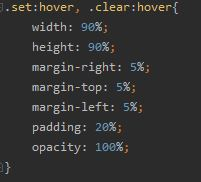 .set:hover, .clear:hover{
width: 90%;
height: 90%;
margin-right: 5%;
margin-top: 5%;
margin-left: 5%;
padding: 20%;
opacity: 100%;
}